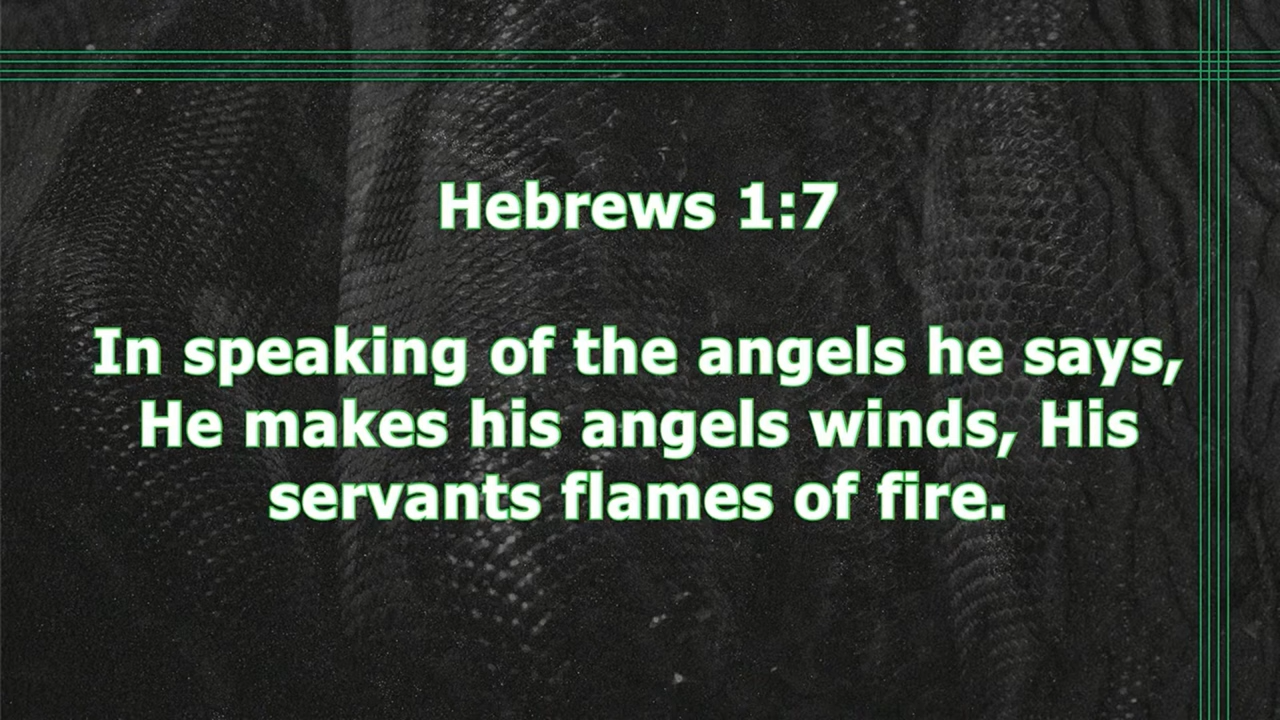 Hebrews 1:7
In speaking of the angels he says,
He makes his angels winds, His
servants flames of fire.